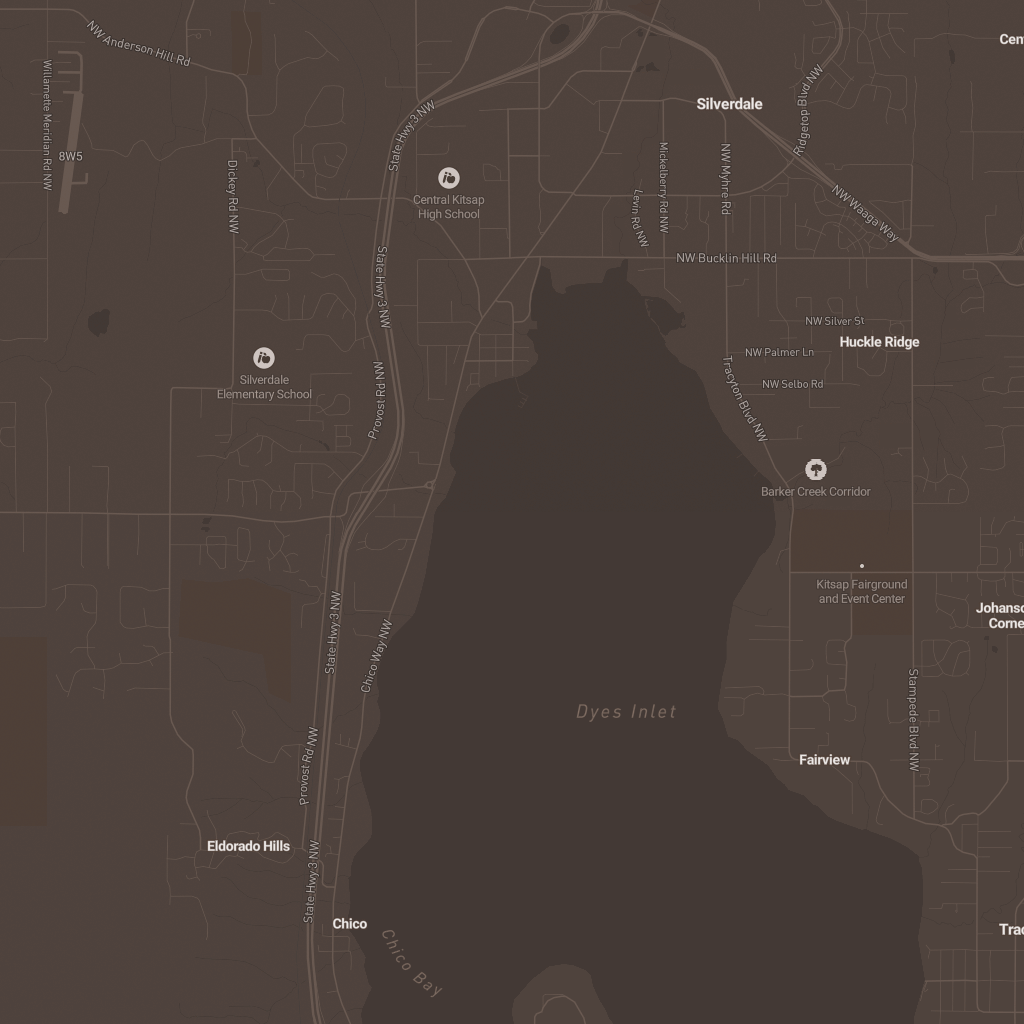 NW Anderson Hill Rd
Willamette Meridian Rd NW
8W5
Dickey Rd NW
State Hwy 3 NW
Central Kitsap
High School
Silverdale
Ridgetop Blvd NW
Mickelberry Rd NW
NW Myhre Rd
Levin Rd NW
NW Waaga Way
NW Bucklin Hill Rd
State Hwy 3 NW
NW Silver St
Huckle Ridge
NW Palmer Ln
NW Selbo Rd
Tracyton Blvd NW
Silverdale
Elementary School
Provost Rd NW
Barker Creek Corridor
Kitsap Fairground
and Event Center
State Hwy 3 NW
Chico Way NW
Stampede Blvd NW
Dyes Inlet
Provost Rd NW
Fairview
Eldorado Hills
State Hwy 3 NW
Chico
Chico Bay